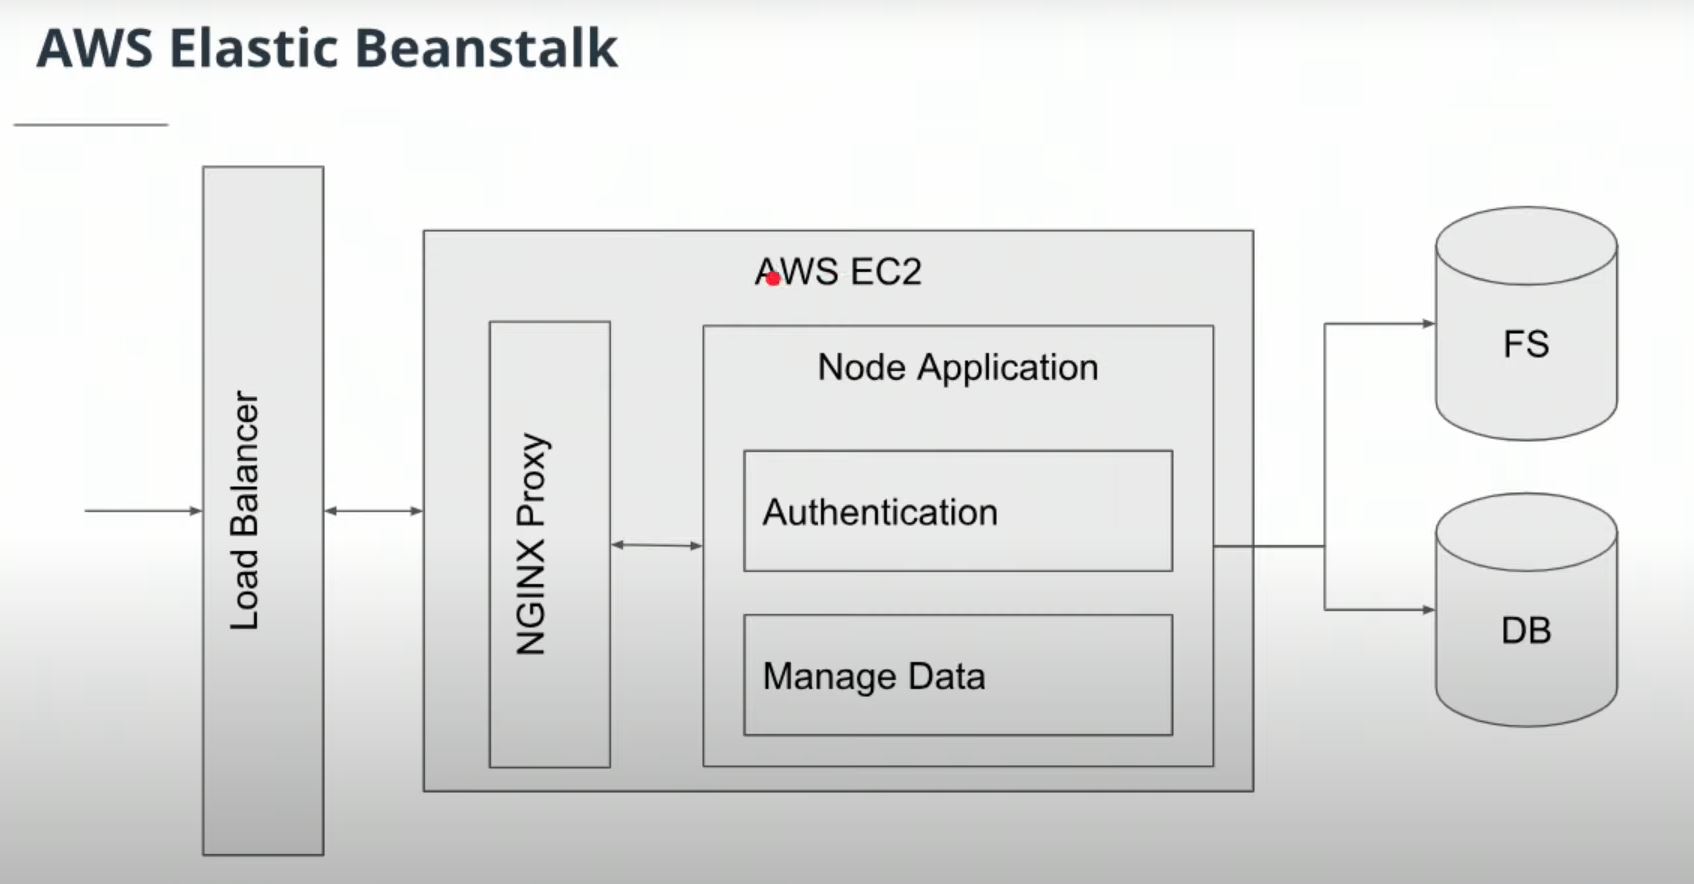 AWS Elastic Beanstalk
Load Balancer
AWS EC2
NGINX Proxy
Node Application
Authentication
Manage Data
FS
DB